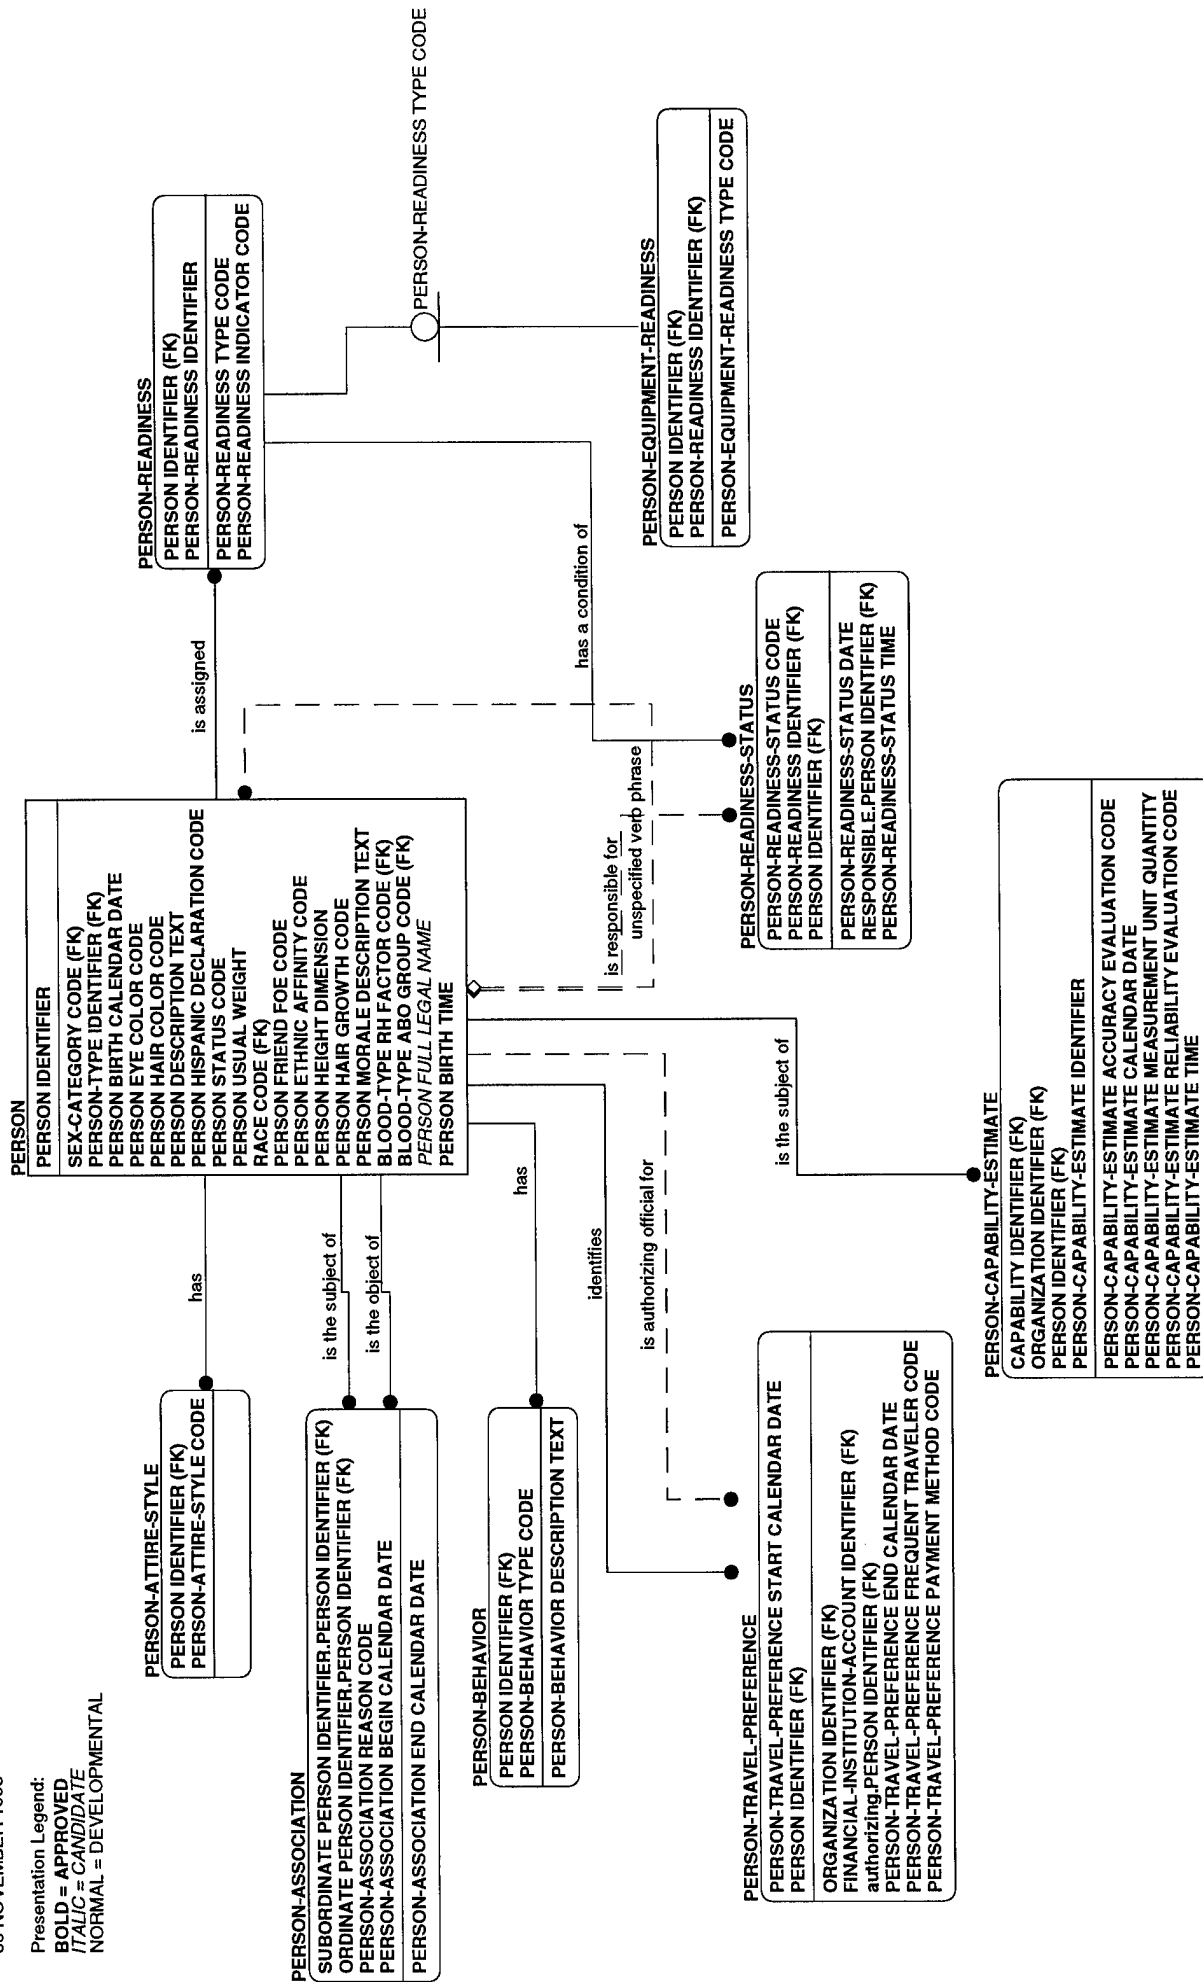 Presentation Legend:
BOLD = APPROVED
ITALIC = CANDIDATE
NORMAL = DEVELOPMENTAL
PERSON-ATTIRE-STYLE
PERSON IDENTIFIER (FK)
PERSON-ATTIRE-STYLE CODE
has
PERSON
PERSON IDENTIFIER
SEX-CATEGORY CODE (FK)
PERSON-TYPE IDENTIFIER (FK)
PERSON BIRTH CALENDAR DATE
PERSON EYE COLOR CODE
PERSON HAIR COLOR CODE
PERSON DESCRIPTION TEXT
PERSON HISPANIC DECLARATION CODE
PERSON STATUS CODE
PERSON USUAL WEIGHT
RACE CODE (FK)
PERSON FRIEND FOE CODE
PERSON ETHNIC AFFINITY CODE
PERSON HEIGHT DIMENSION
PERSON HAIR GROWTH CODE
PERSON MORALE DESCRIPTION TEXT
BLOOD-TYPE RH FACTOR CODE (FK)
BLOOD-TYPE ABO GROUP CODE (FK)
PERSON FULL LEGAL NAME
PERSON BIRTH TIME
is assigned
PERSON-READINESS
PERSON IDENTIFIER (FK)
PERSON-READINESS IDENTIFIER
PERSON-READINESS TYPE CODE
PERSON-READINESS INDICATOR CODE
PERSON-READINESS TYPE CODE
PERSON-ASSOCIATION
SUBORDINATE PERSON IDENTIFIER.PERSON IDENTIFIER (FK)
ORDINATE PERSON IDENTIFIER.PERSON IDENTIFIER (FK)
PERSON-ASSOCIATION REASON CODE
PERSON-ASSOCIATION BEGIN CALENDAR DATE
PERSON-ASSOCIATION END CALENDAR DATE
is the subject of
is the object of
PERSON-BEHAVIOR
PERSON IDENTIFIER (FK)
PERSON-BEHAVIOR TYPE CODE
PERSON-BEHAVIOR DESCRIPTION TEXT
has
identifies
is authorizing official for
has a condition of
is responsible for
unspecified verb phrase
PERSON-EQUIPMENT-READINESS
PERSON IDENTIFIER (FK)
PERSON-READINESS IDENTIFIER (FK)
PERSON-EQUIPMENT-READINESS TYPE CODE
PERSON-TRAVEL-PREFERENCE
PERSON-TRAVEL-PREFERENCE START CALENDAR DATE
PERSON IDENTIFIER (FK)
ORGANIZATION IDENTIFIER (FK)
FINANCIAL-INSTITUTION-ACCOUNT IDENTIFIER (FK)
authorizing.PERSON IDENTIFIER (FK)
PERSON-TRAVEL-PREFERENCE END CALENDAR DATE
PERSON-TRAVEL-PREFERENCE FREQUENT TRAVELER CODE
PERSON-TRAVEL-PREFERENCE PAYMENT METHOD CODE
is the subject of
PERSON-READINESS-STATUS
PERSON-READINESS-STATUS CODE
PERSON-READINESS IDENTIFIER (FK)
PERSON IDENTIFIER (FK)
PERSON-READINESS-STATUS DATE
RESPONSIBLE.PERSON IDENTIFIER (FK)
PERSON-READINESS-STATUS TIME
PERSON-CAPABILITY-ESTIMATE
CAPABILITY IDENTIFIER (FK)
ORGANIZATION IDENTIFIER (FK)
PERSON IDENTIFIER (FK)
PERSON-CAPABILITY-ESTIMATE IDENTIFIER
PERSON-CAPABILITY-ESTIMATE ACCURACY EVALUATION CODE
PERSON-CAPABILITY-ESTIMATE CALENDAR DATE
PERSON-CAPABILITY-ESTIMATE MEASUREMENT UNIT QUANTITY
PERSON-CAPABILITY-ESTIMATE RELIABILITY EVALUATION CODE
PERSON-CAPABILITY-ESTIMATE TIME